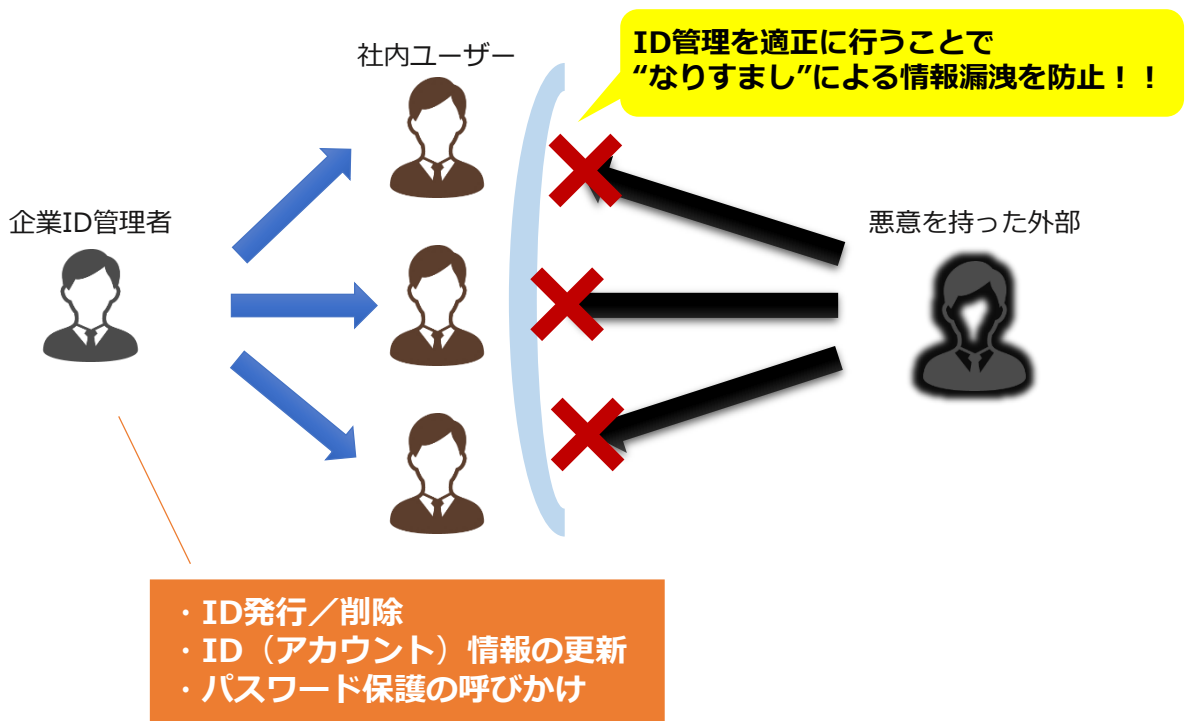 社内ユーザー
ID管理を適正に行うことで
“なりすまし”による情報漏洩を防止！！
企業ID管理者
悪意を持った外部
・ID発行／削除
・ID（アカウント）情報の更新
・パスワード保護の呼びかけ